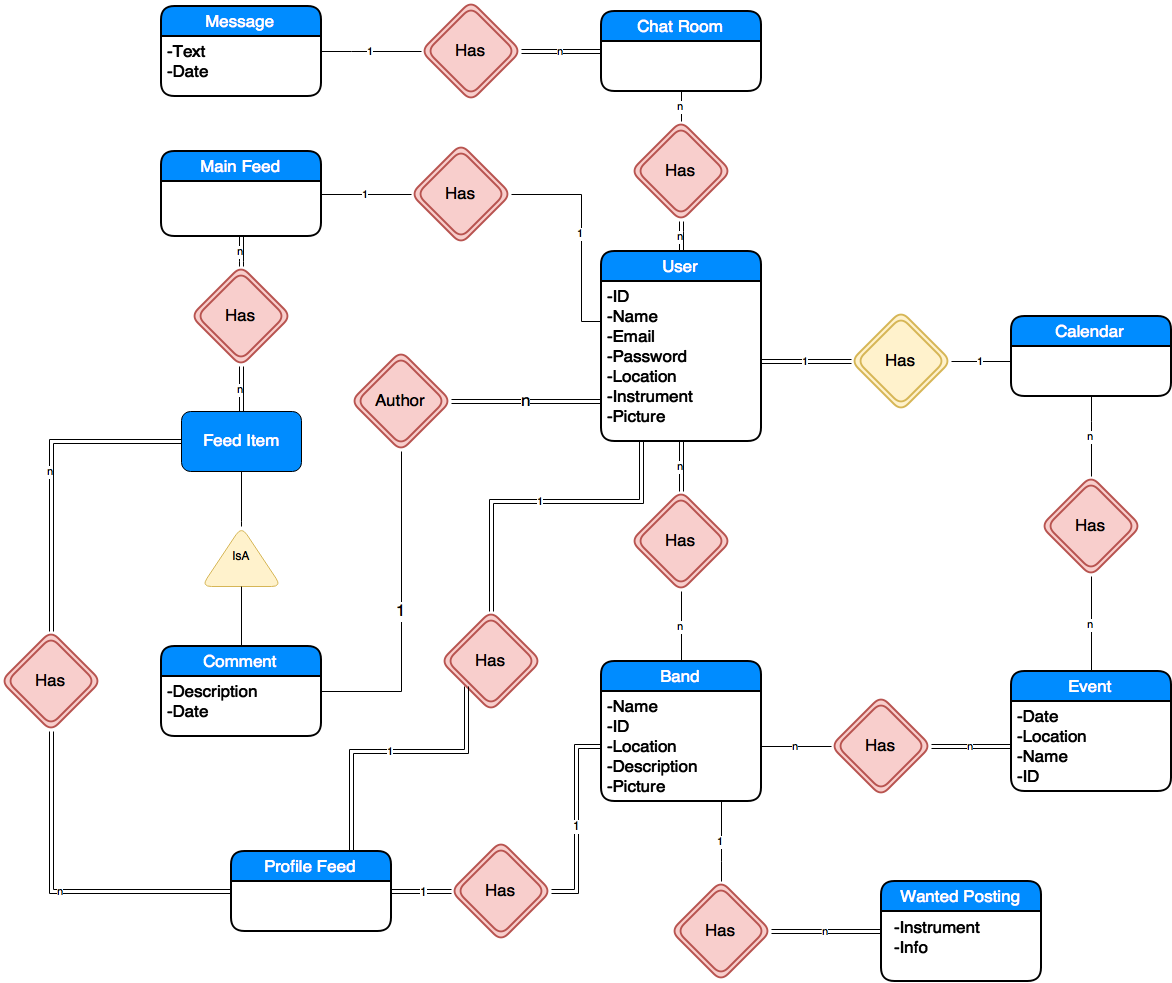 Message
-Text
-Date
1
Has
n
Chat Room
n
Has
n
Main Feed
1
Has
1
n
Has
n
User
-ID
-Name
-Email
-Password
-Location
-Instrument
-Picture
1
Has
1
Calendar
n
Has
n
Author
n
1
Feed Item
n
IsA
Comment
-Description
-Date
Has
n
1
Has
1
n
Has
n
Band
-Name
-ID
-Location
-Description
-Picture
n
Has
n
Event
-Date
-Location
-Name
-ID
Profile Feed
1
Has
1
1
Has
n
Wanted Posting
-Instrument
-Info